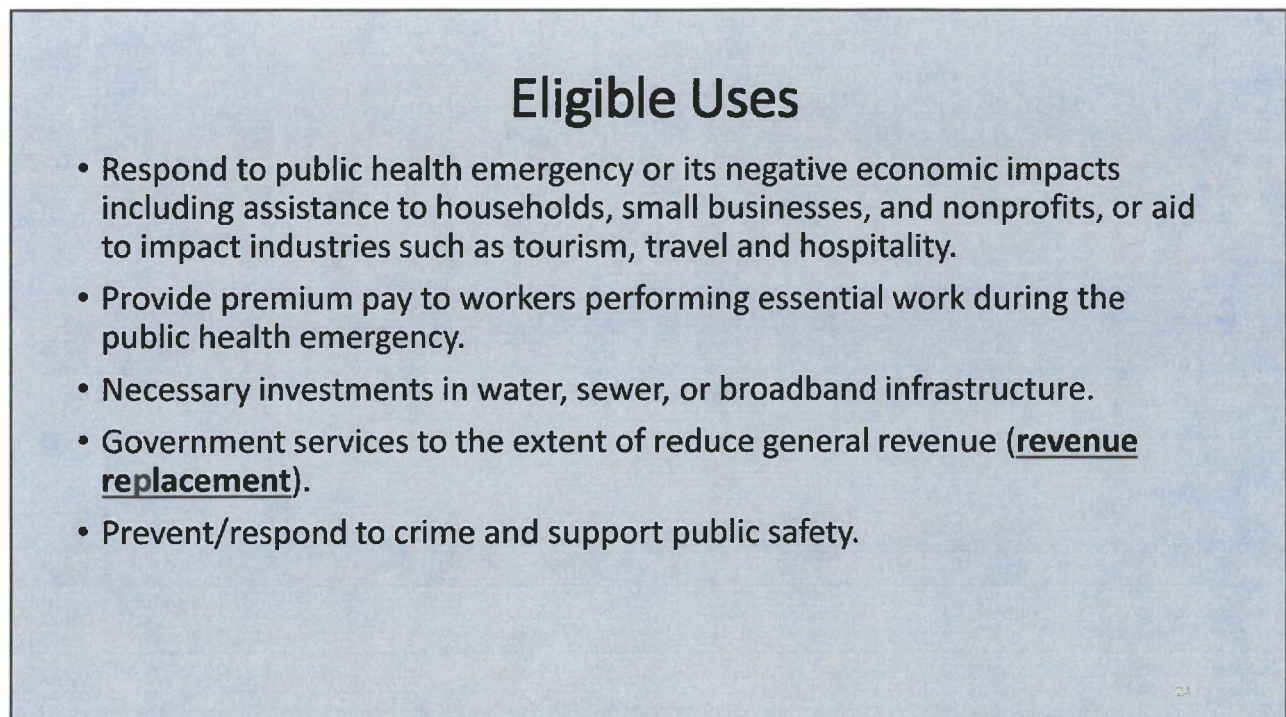 Eligible Uses
• Respond to public health emergency or its negative economic impacts
including assistance to households, small businesses, and nonprofits, or aid
to impact industries such as tourism, travel and hospitality.
• Provide premium pay to workers performing essential work during the
public health emergency.
• Necessary investments in water, sewer, or broadband infrastructure.
• Government services to the extent of reduce general revenue (revenue
replacement).
• Prevent/respond to crime and support public safety.